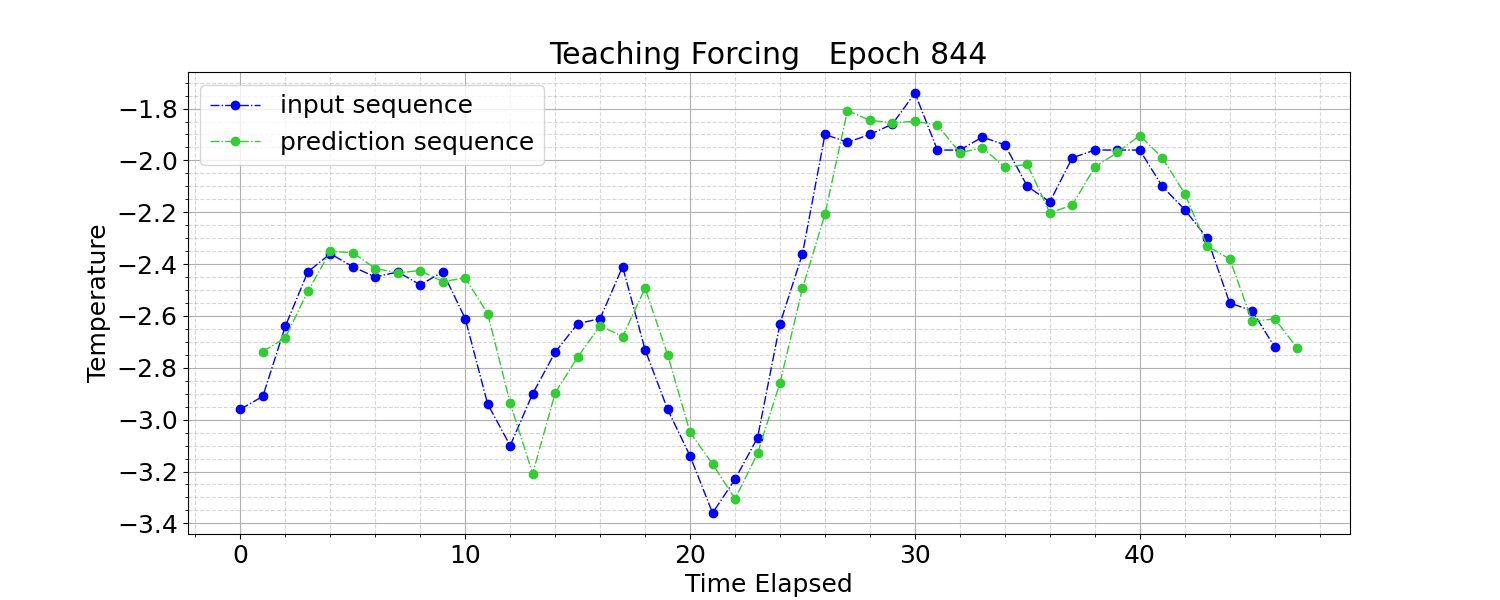 Teaching Forcing   Epoch 844
input sequence
prediction sequence
Temperature
−1.8
−2.0
−2.2
−2.4
−2.6
−2.8
−3.0
−3.2
−3.4
0 10 20 30 40
Time Elapsed